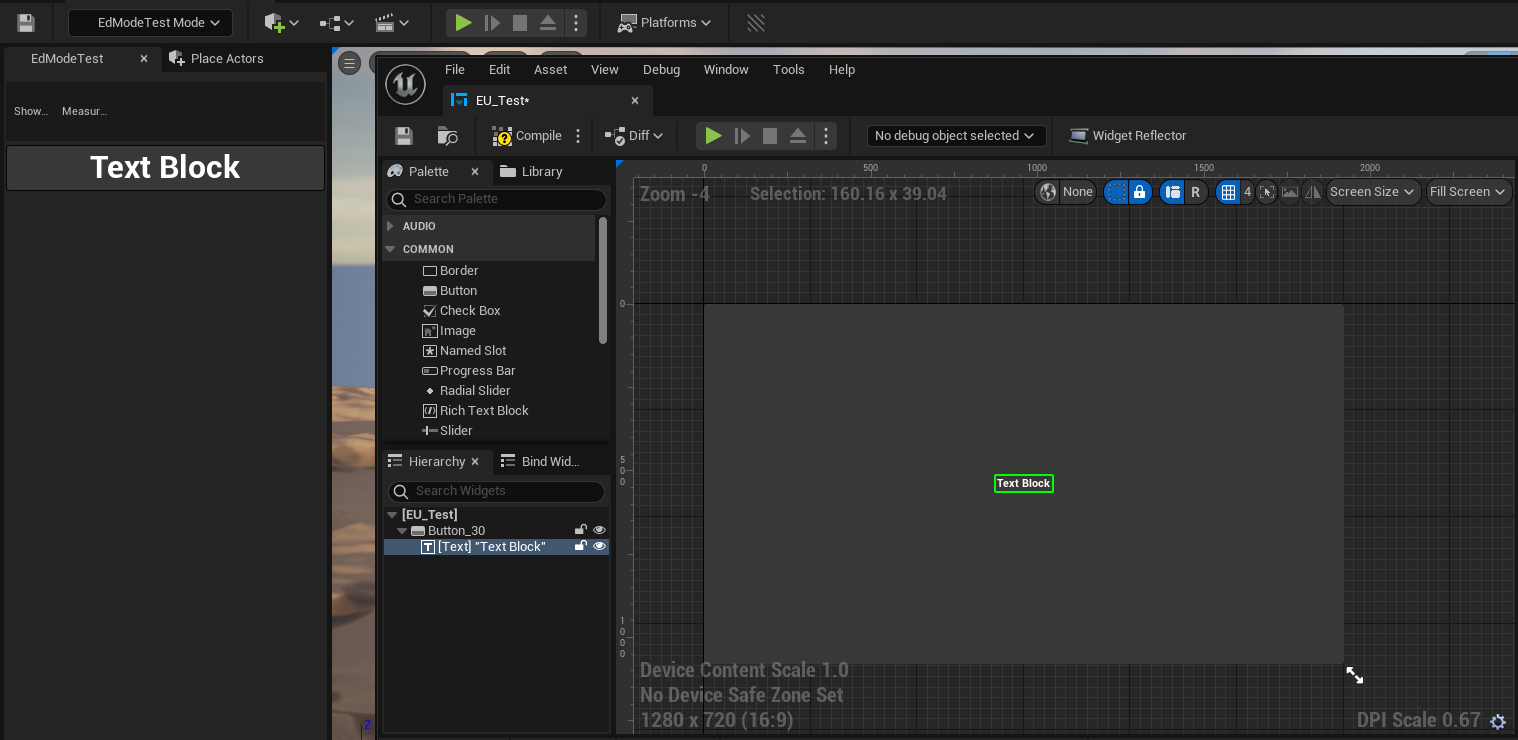 EdModeTest Mode
Platforms
EdModeTest
Place Actors
Show...
Measur...
Text Block
File Edit Asset View Debug Window Tools Help
EU_Test*
Compile
Diff
No debug object selected
Widget Reflector
Palette
Library
Search Palette
AUDIO
COMMON
Border
Button
Check Box
Image
Named Slot
Progress Bar
Radial Slider
Rich Text Block
Slider
Hierarchy
Bind Wid...
Search Widgets
[EU_Test]
Button_30
[Text] "Text Block"
0 500 1000 1500 2000
Zoom -4
Selection: 160.16 x 39.04
None
R
4
Screen Size
Fill Screen
0
500
1000
Text Block
Device Content Scale 1.0
No Device Safe Zone Set
1280 x 720 (16:9)
DPI Scale 0.67
Z